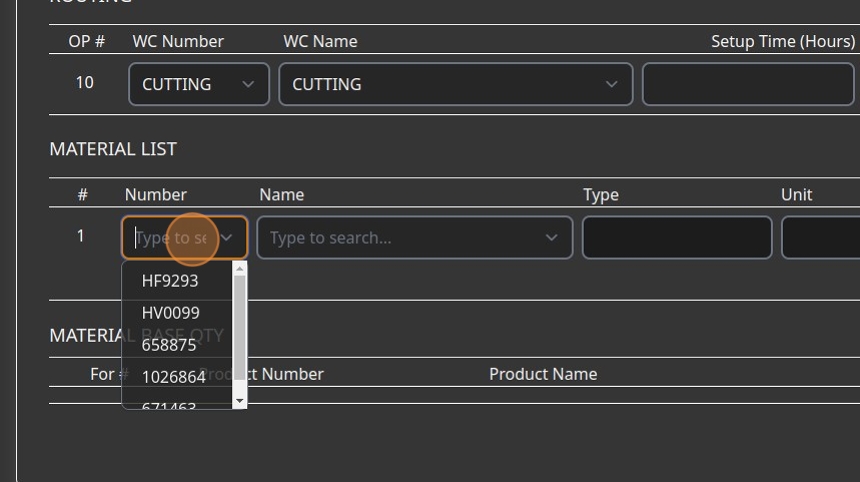 ROUTING
OP # WC Number WC Name Setup Time (Hours)
10 CUTTING CUTTING
MATERIAL LIST
# Number Name Type Unit
1 Type to se Type to search...
HF9293
HV0099
MATERIAL BASE QTY
658875
For # Product Number Product Name
1026864
671463